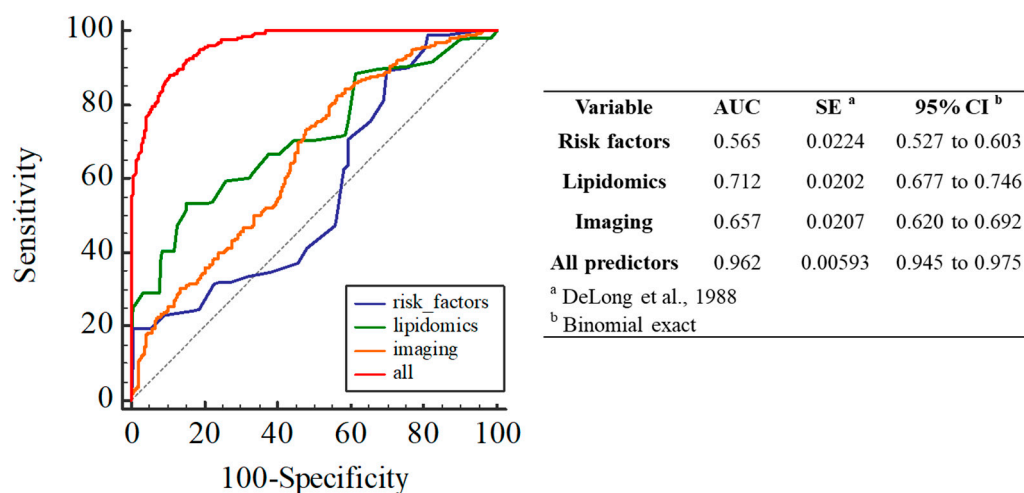 100
80
60
40
20
0
Sensitivity
0 20 40 60 80 100
100-Specificity
risk_factors
lipidomics
imaging
all
Variable AUC SE a 95% CI b
Risk factors 0.565 0.0224 0.527 to 0.603
Lipidomics 0.712 0.0202 0.677 to 0.746
Imaging 0.657 0.0207 0.620 to 0.692
All predictors 0.962 0.00593 0.945 to 0.975
a DeLong et al., 1988
b Binomial exact